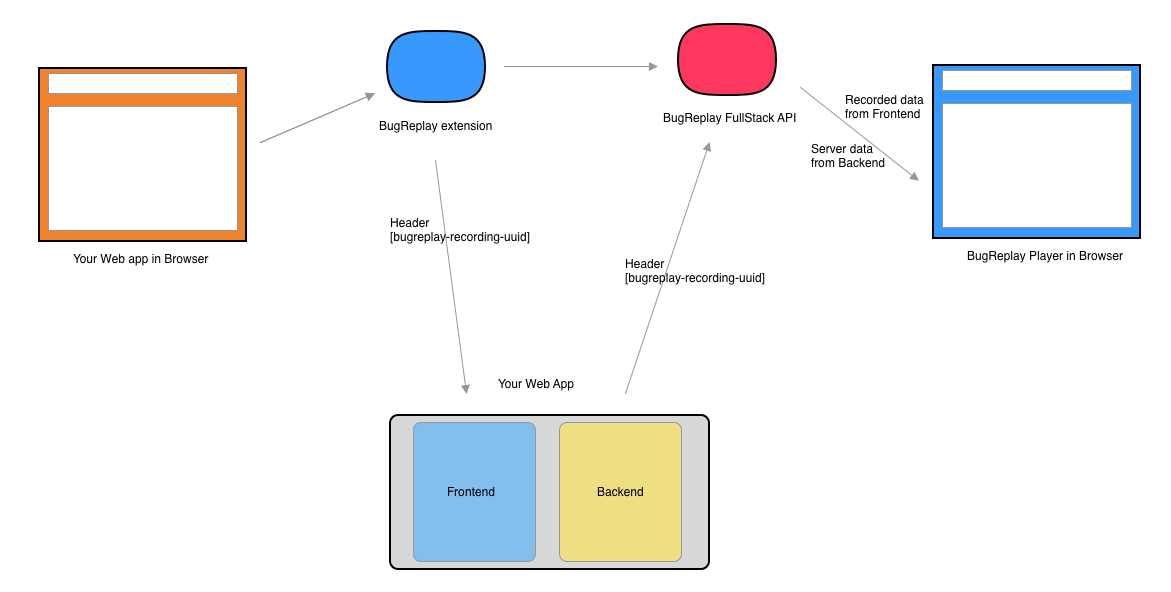 BugReplay extension
BugReplay FullStack API
Recorded data
from Frontend
Server data
from Backend
Your Web app in Browser
BugReplay Player in Browser
Header
[bugreplay-recording-uuid]
Header
[bugreplay-recording-uuid]
Your Web App
Frontend
Backend